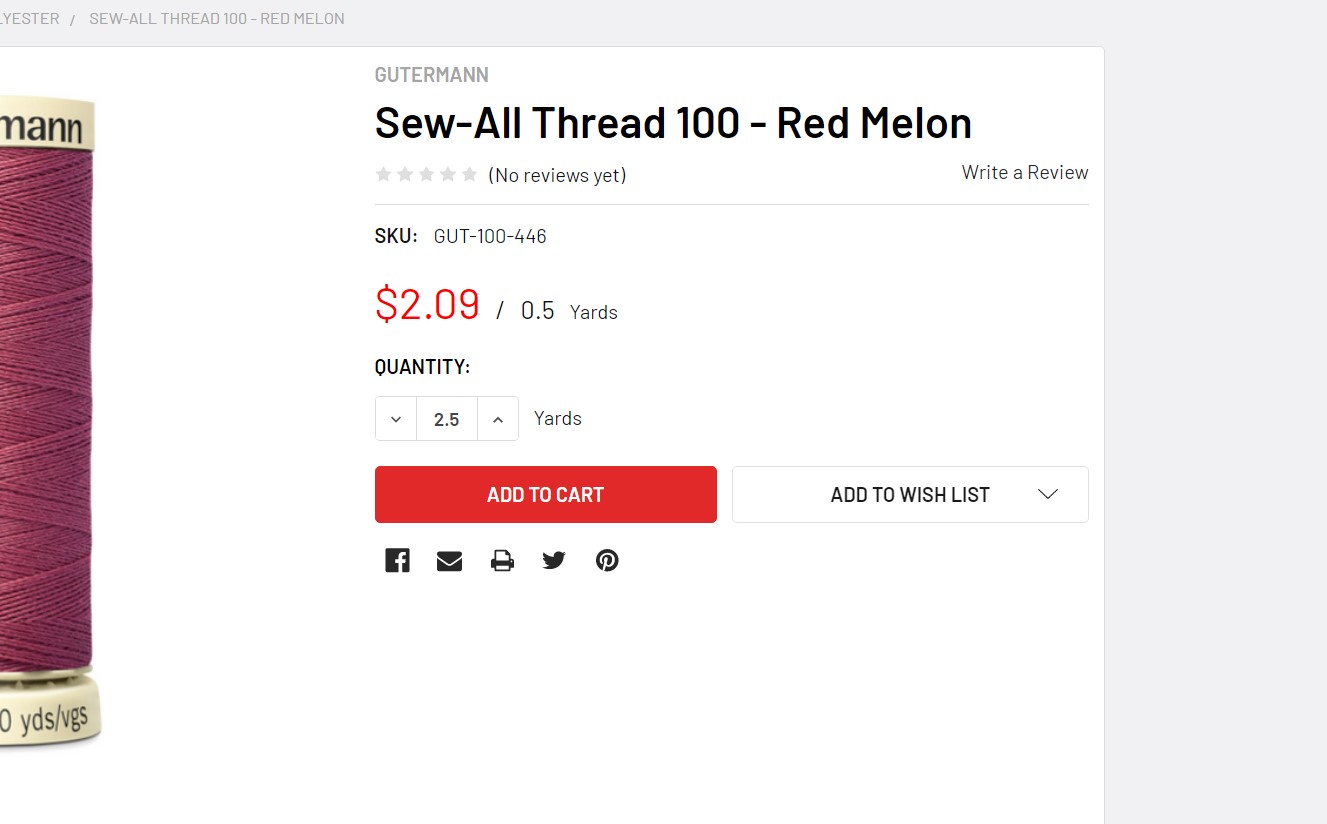 SEW-ALL THREAD 100 - RED MELON
GUTERMANN
Sew-All Thread 100 - Red Melon
(No reviews yet)
Write a Review
SKU: GUT-100-446
$2.09 / 0.5 Yards
QUANTITY:
2.5 Yards
ADD TO CART
ADD TO WISH LIST
mann
0 yds/vgs